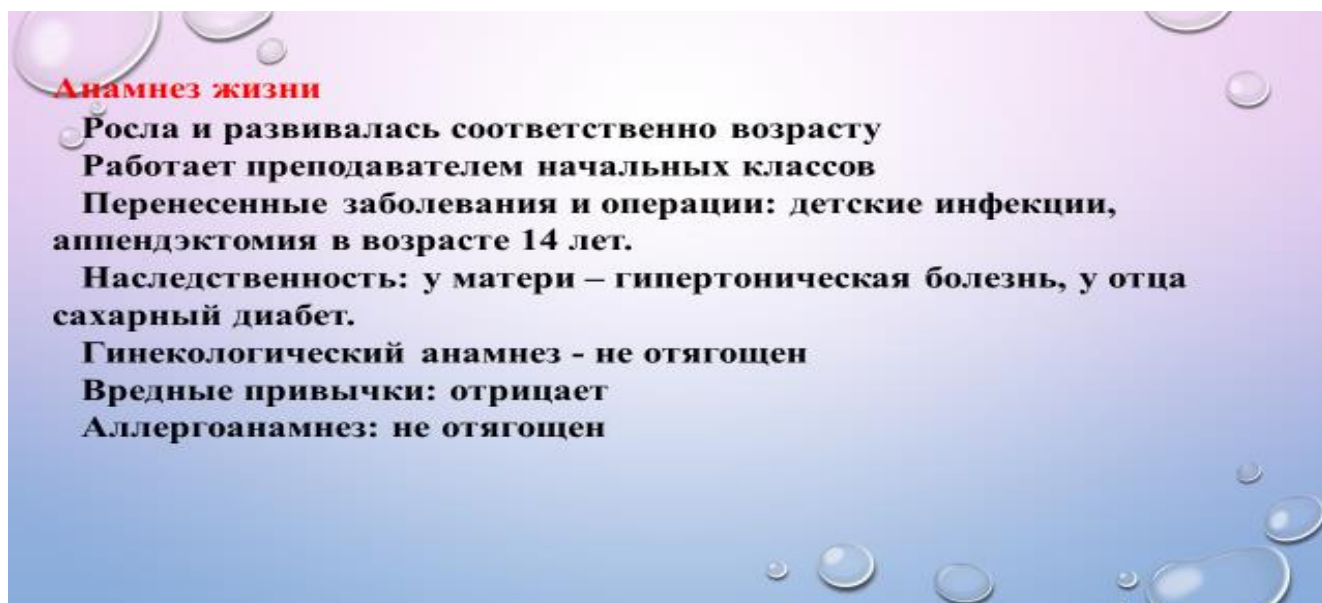 Анамнез жизни
Росла и развивалась соответственно возрасту
Работает преподавателем начальных классов
Перенесенные заболевания и операции: детские инфекции,
аппендэктомия в возрасте 14 лет.
Наследственность: у матери – гипертоническая болезнь, у отца
сахарный диабет.
Гинекологический анамнез - не отягощен
Вредные привычки: отрицает
Аллергоанамнез: не отягощен